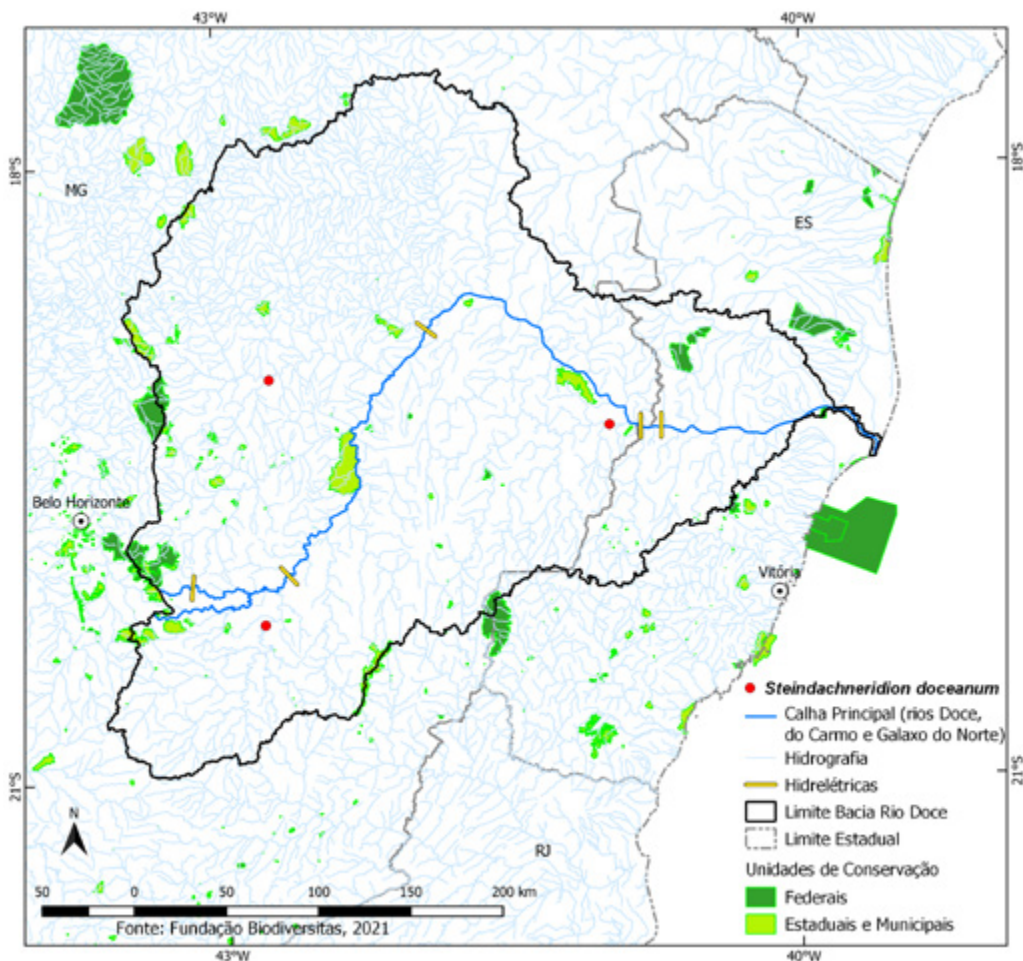 43°W
40°W
18°S
18°S
MG
ES
Belo Horizonte
Vitória
Steindachneridion doceanum
Calha Principal (rios Doce,
do Carmo e Galaxo do Norte)
Hidrografia
Hidrelétricas
Limite Bacia Rio Doce
Limite Estadual
Unidades de Conservação
Federais
Estaduais e Municipais
21°S
21°S
N
RJ
50 0 50 100 150 200 km
Fonte: Fundação Biodiversitas, 2021
43°W
40°W